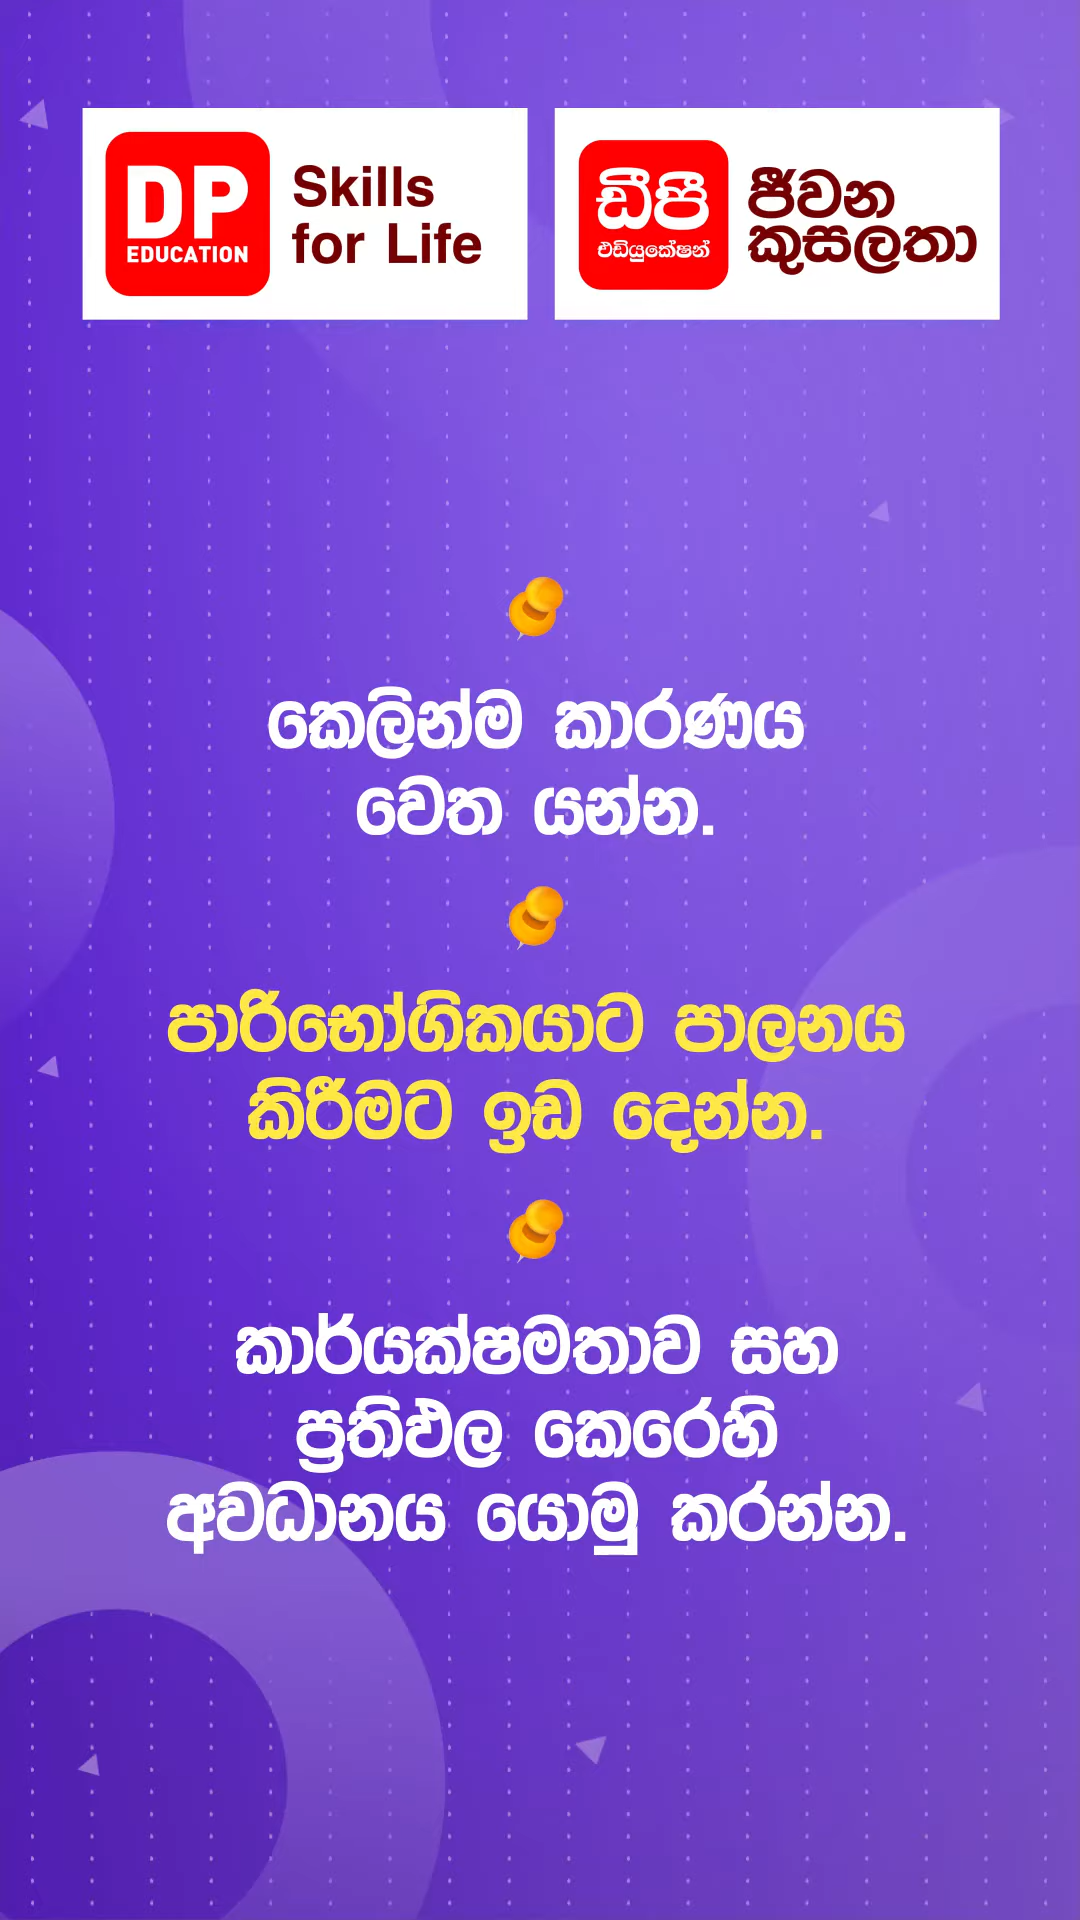 DP
EDUCATION
Skills
for Life
ඩීපී
එඩියුකේෂන්
ජීවන
කුසලතා
කෙලින්ම කාරණය
වෙත යන්න.
පාරිභෝගිකයාට පාලනය
කිරීමට ඉඩ දෙන්න.
කාර්යක්ෂමතාව සහ
ප්‍රතිඵල කෙරෙහි
අවධානය යොමු කරන්න.